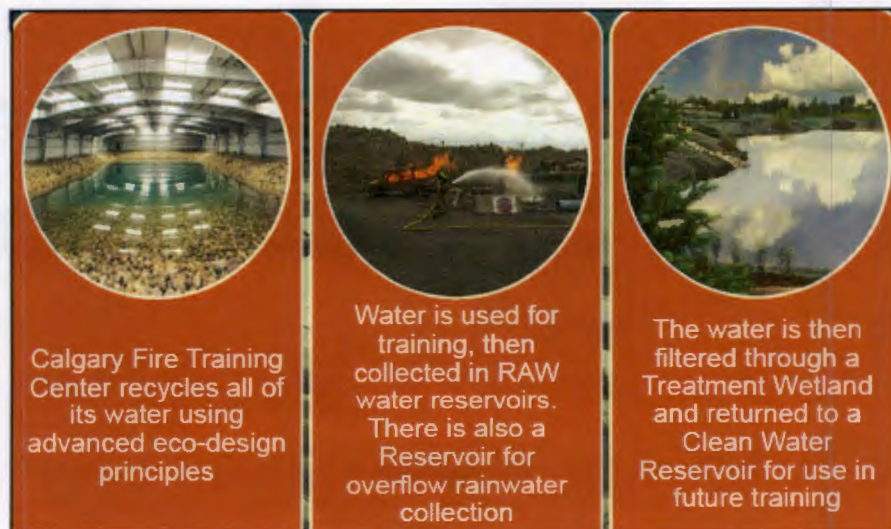 Calgary Fire Training
Center recycles all of
its water using
advanced eco-design
principles
Water is used for
training, then
collected in RAW
water reservoirs.
There is also a
Reservoir for
overflow rainwater
collection
The water is then
filtered through a
Treatment Wetland
and returned to a
Clean Water
Reservoir for use in
future training